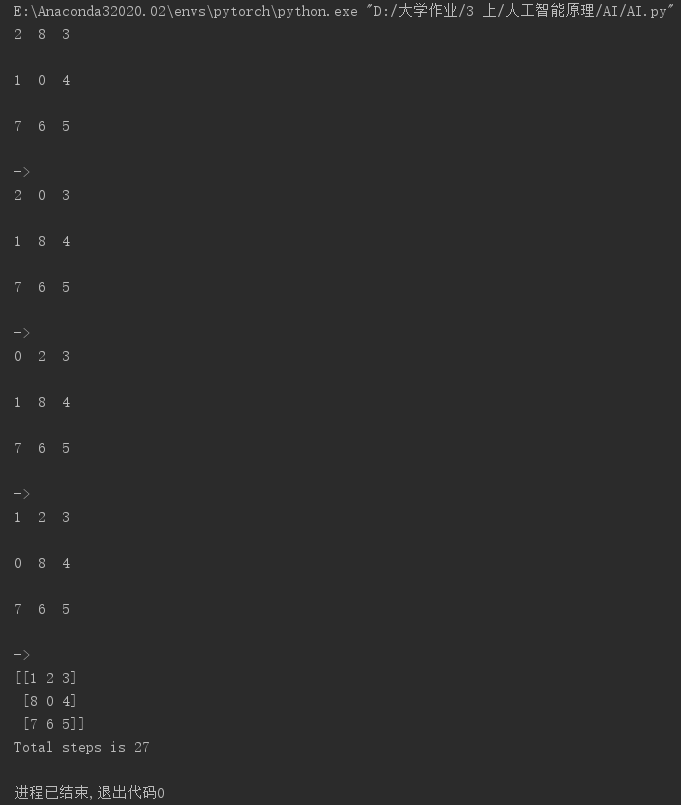 E:\Anaconda32020.02\envs\pytorch\python.exe "D:/大学作业/3 上/人工智能原理/AI/AI.py"
2 8 3
1 0 4
7 6 5
->
2 0 3
1 8 4
7 6 5
->
0 2 3
1 8 4
7 6 5
->
1 2 3
0 8 4
7 6 5
->
[[1 2 3]
 [8 0 4]
 [7 6 5]]
Total steps is 27
进程已结束,退出代码0